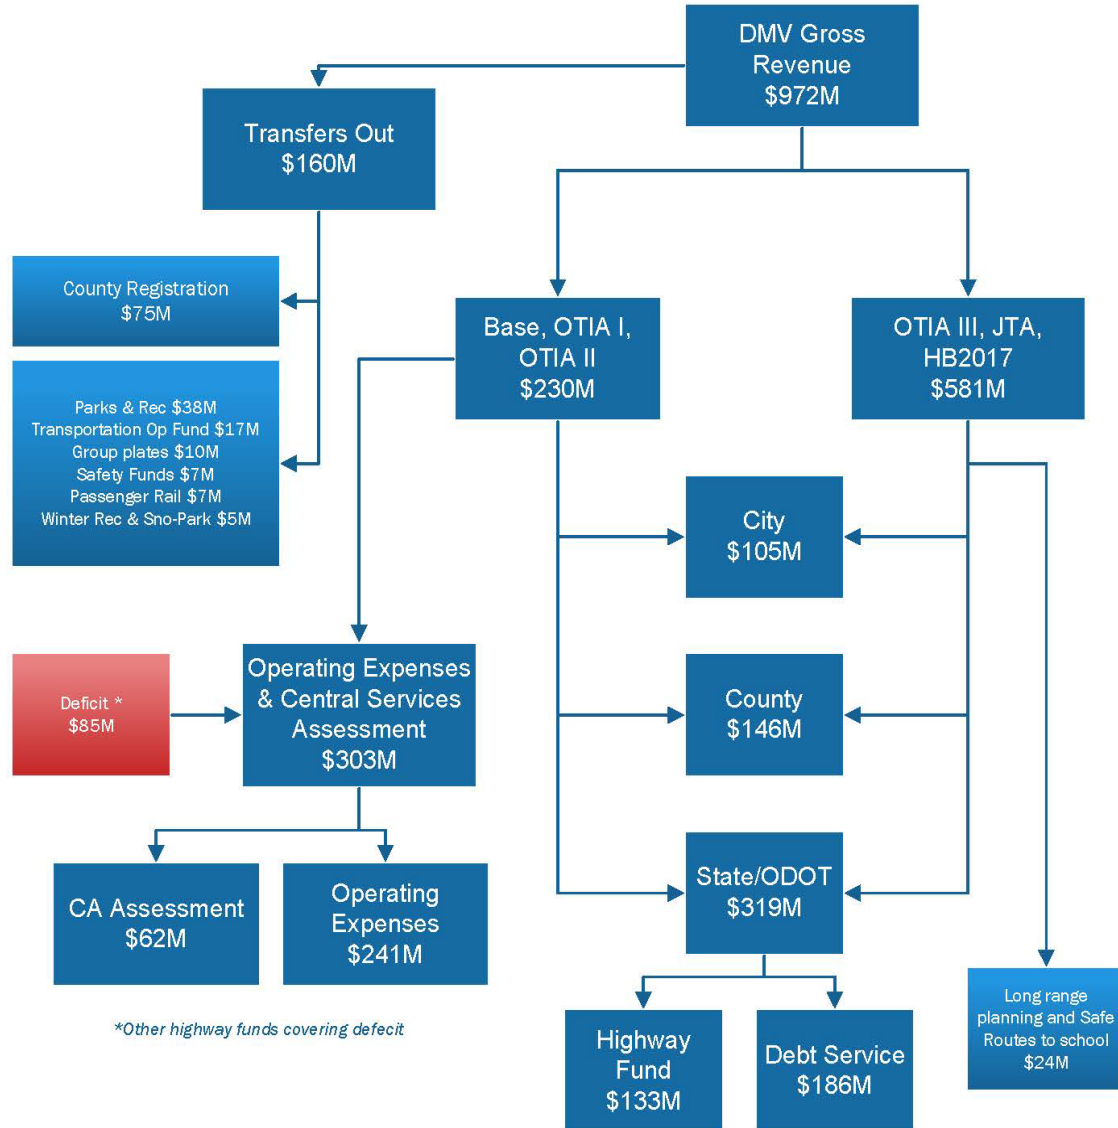 DMV Gross
Revenue
$972M
Transfers Out
$160M
County Registration
$75M
Parks & Rec $38M
Transportation Op Fund $17M
Group plates $10M
Safety Funds $7M
Passenger Rail $7M
Winter Rec & Sno-Park $5M
Base, OTIA I,
OTIA II
$230M
OTIA III, JTA,
HB2017
$581M
City
$105M
County
$146M
State/ODOT
$319M
Deficit *
$85M
Operating Expenses
& Central Services
Assessment
$303M
CA Assessment
$62M
Operating
Expenses
$241M
Highway
Fund
$133M
Debt Service
$186M
Long range
planning and Safe
Routes to school
$24M
*Other highway funds covering defecit